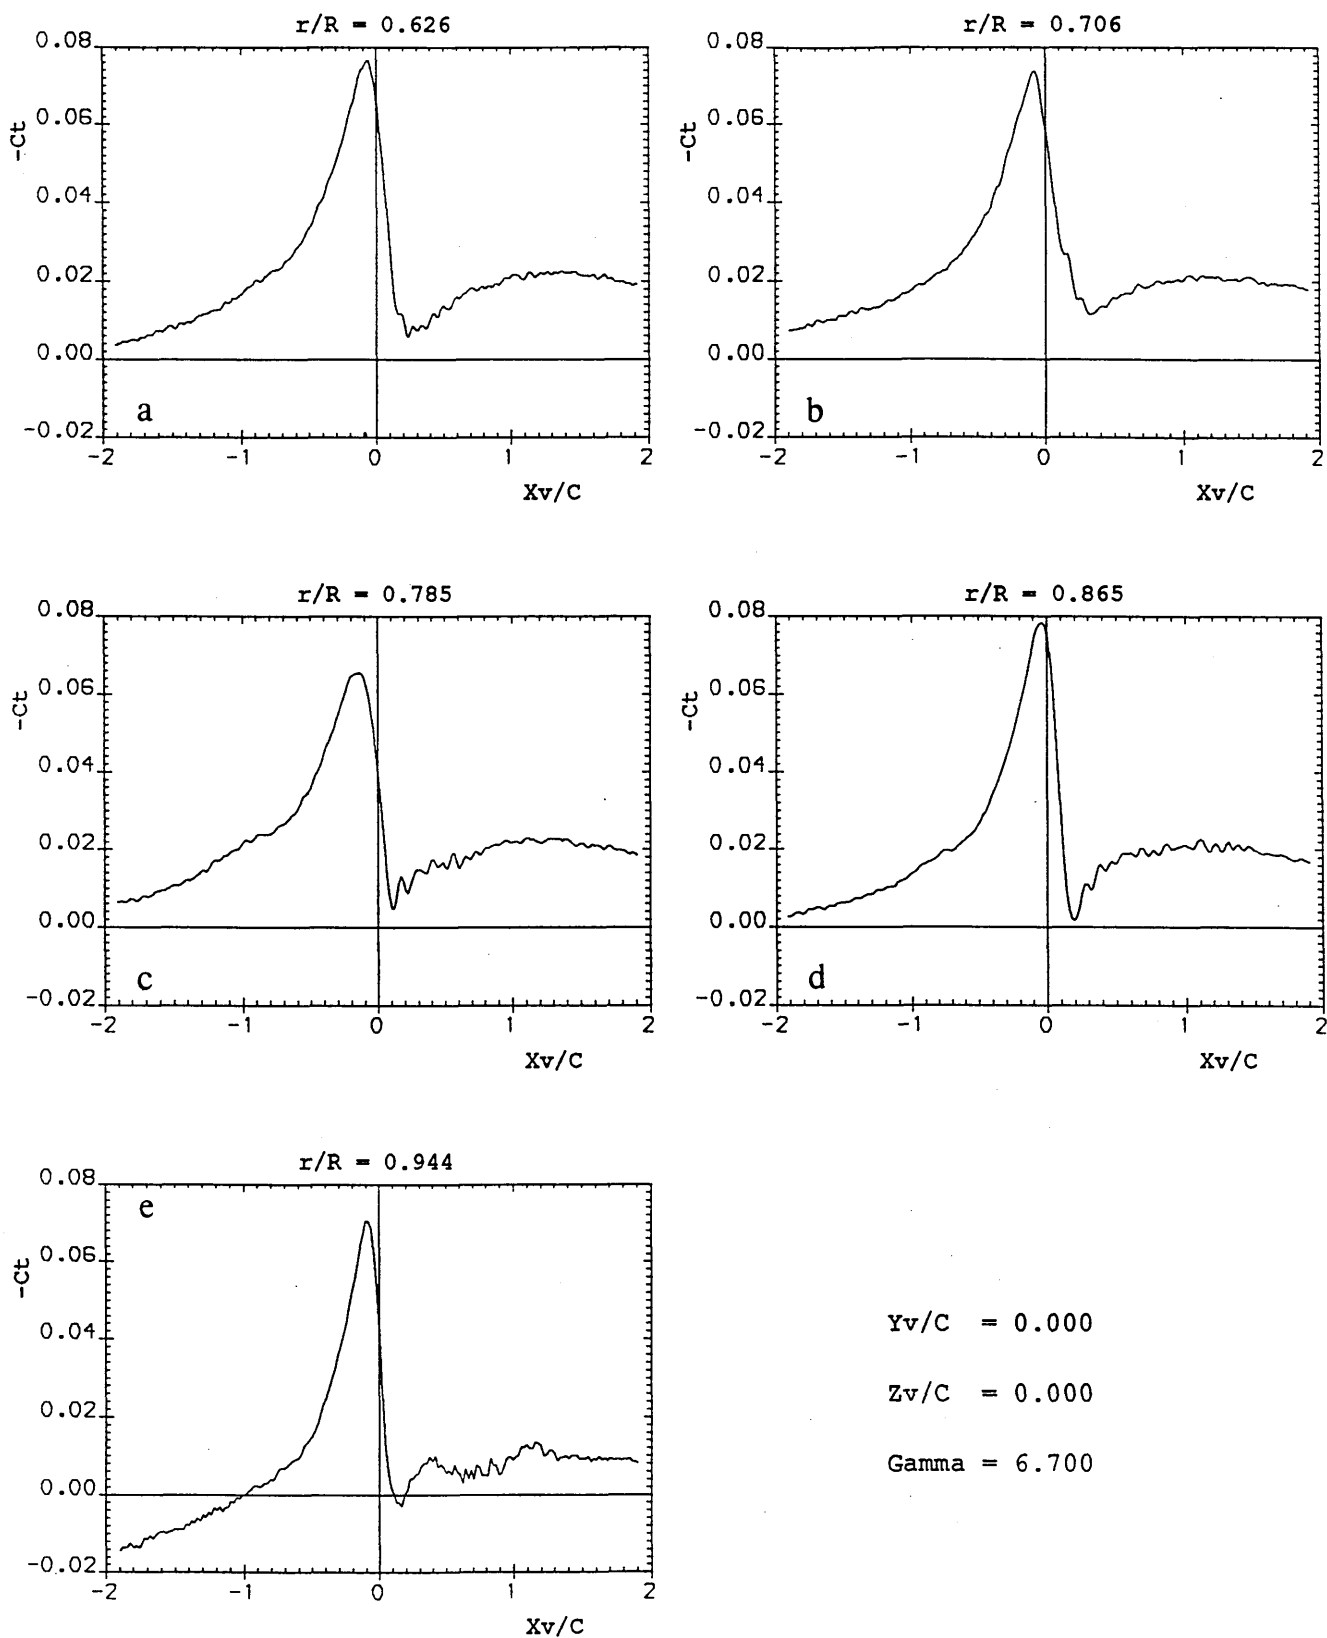 r/R = 0.626
-Ct
0.08
0.06
0.04
0.02
0.00
-0.02
a
-2 -1 0 1 2
Xv/C
r/R = 0.706
-Ct
0.08
0.06
0.04
0.02
0.00
-0.02
b
-2 -1 0 1 2
Xv/C
r/R = 0.785
-Ct
0.08
0.06
0.04
0.02
0.00
-0.02
c
-2 -1 0 1 2
Xv/C
r/R = 0.865
-Ct
0.08
0.06
0.04
0.02
0.00
-0.02
d
-2 -1 0 1 2
Xv/C
r/R = 0.944
-Ct
0.08
0.06
0.04
0.02
0.00
-0.02
e
-2 -1 0 1 2
Xv/C
Yv/C = 0.000
Zv/C = 0.000
Gamma = 6.700